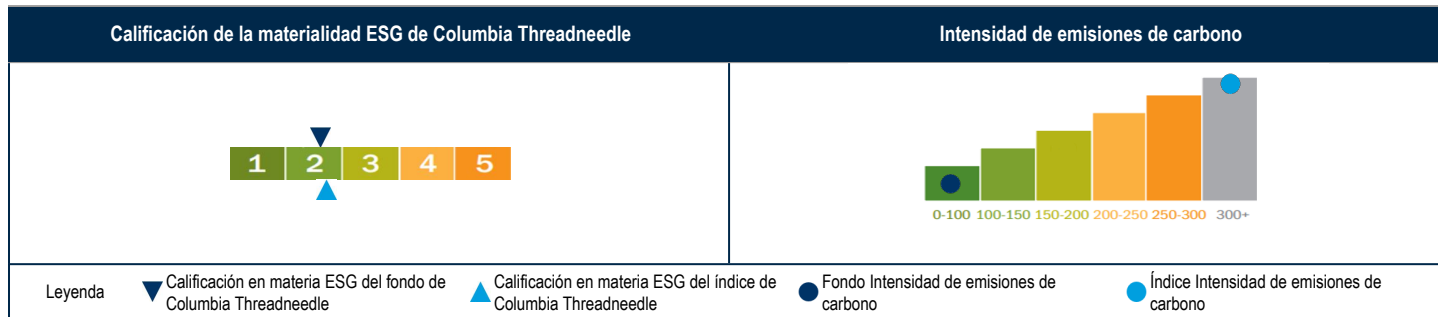 Calificación de la materialidad ESG de Columbia Threadneedle
Intensidad de emisiones de carbono
1 2 3 4 5
0-100 100-150 150-200 200-250 250-300 300+
Leyenda
Calificación en materia ESG del fondo de
Columbia Threadneedle
Calificación en materia ESG del índice de
Columbia Threadneedle
Fondo Intensidad de emisiones de
carbono
Índice Intensidad de emisiones de
carbono